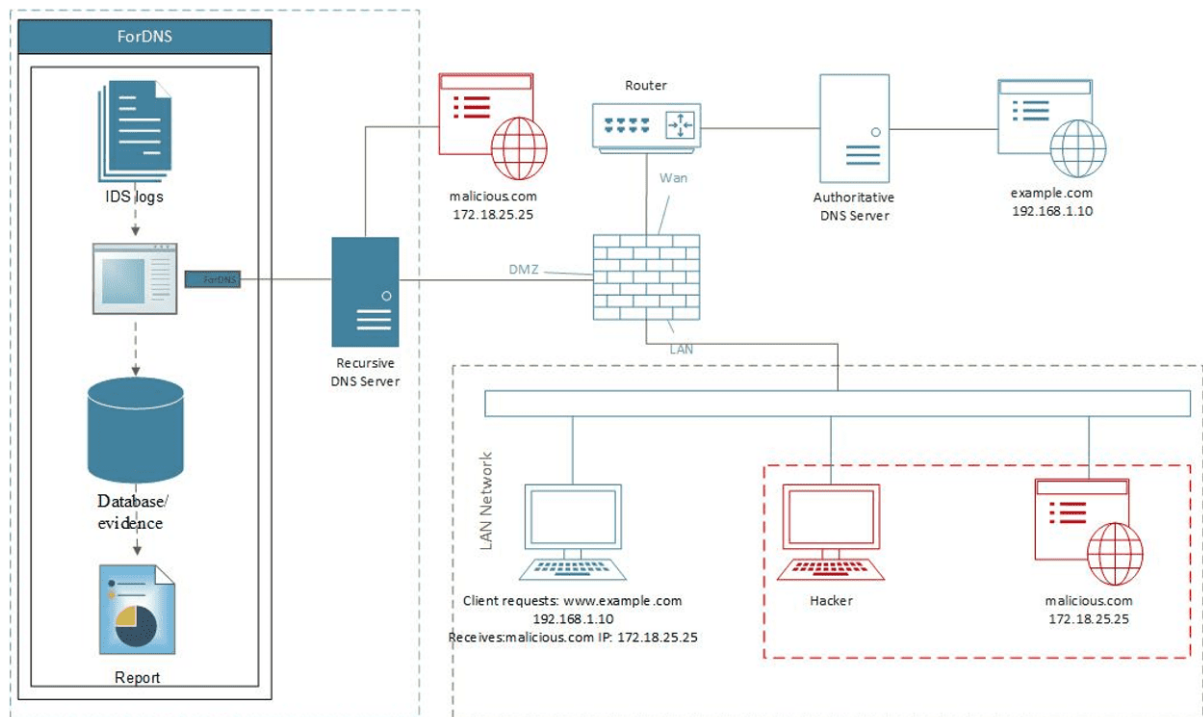 ForDNS
IDS logs
ForDNS
Database/
evidence
Report
Recursive
DNS Server
malicious.com
172.18.25.25
Router
Wan
DMZ
LAN
Authoritative
DNS Server
example.com
192.168.1.10
LAN Network
Client requests: www.example.com
192.168.1.10
Receives:malicious.com IP: 172.18.25.25
Hacker
malicious.com
172.18.25.25